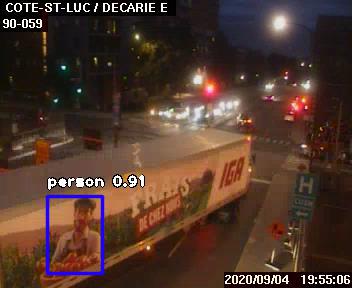 COTE-ST-LUC / DECARIE E
90-059
person 0.91
FRAIS
DE CHEZ NOUS
IGA
H
CUSM
2020/09/04 19:55:06